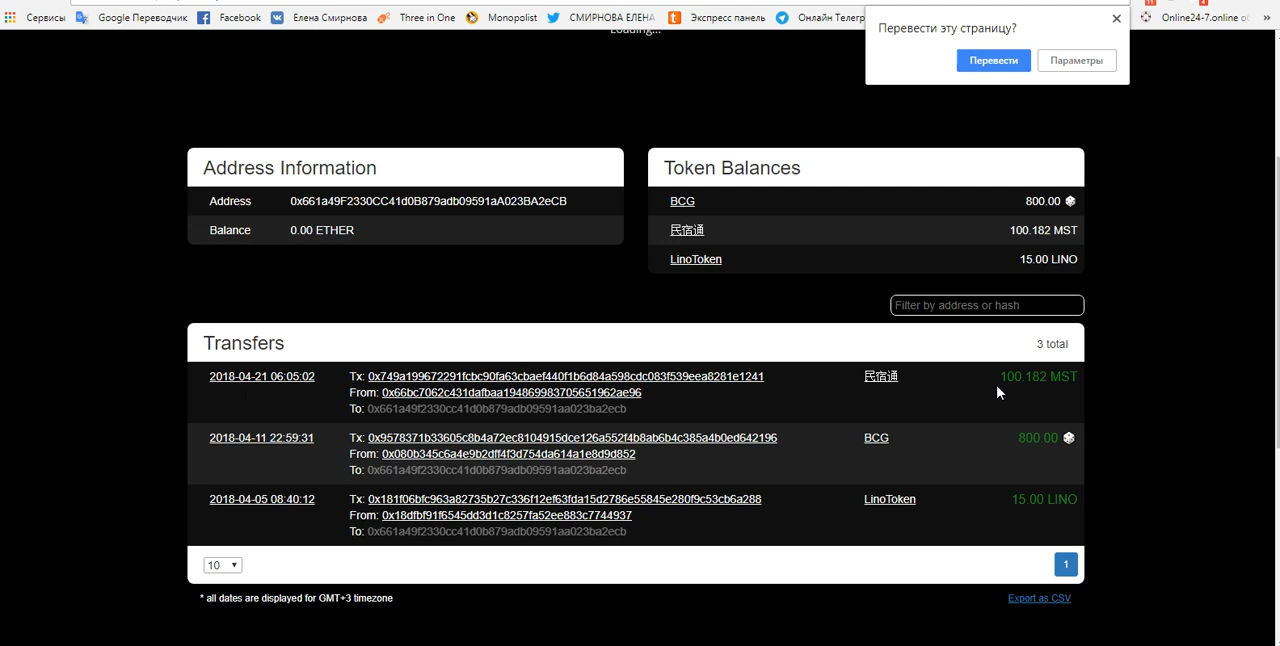 Сервисы Google Переводчик Facebook Елена Смирнова Three in One Monopolist СМИРНОВА ЕЛЕНА Экспресс панель Онлайн Телегр Online24-7.online »
Loading...
Перевести эту страницу?
Перевести Параметры
Address Information
Address 0x661a49F2330CC41d0B879adb09591aA023BA2eCB
Balance 0.00 ETHER
Token Balances
BCG 800.00
民宿通 100.182 MST
LinoToken 15.00 LINO
Filter by address or hash
Transfers 3 total
2018-04-21 06:05:02 Tx: 0x749a199672291fcbc90fa63cbaef440f1b6d84a598cdc083f539eea8281e1241 民宿通 100.182 MST
From: 0x66bc7062c431dafbaa194869983705651962ae96
To: 0x661a49f2330cc41d0b879adb09591aa023ba2ecb
2018-04-11 22:59:31 Tx: 0x9578371b33605c8b4a72ec8104915dce126a552f4b8ab6b4c385a4b0ed642196 BCG 800.00
From: 0x080b345c6a4e9b2dff4f3d754da614a1e8d9d852
To: 0x661a49f2330cc41d0b879adb09591aa023ba2ecb
2018-04-05 08:40:12 Tx: 0x181f06bfc963a82735b27c336f12ef63fda15d2786e55845e280f9c53cb6a288 LinoToken 15.00 LINO
From: 0x18dfbf91f6545dd3d1c8257fa52ee883c7744937
To: 0x661a49f2330cc41d0b879adb09591aa023ba2ecb
10 1
* all dates are displayed for GMT+3 timezone Export as CSV